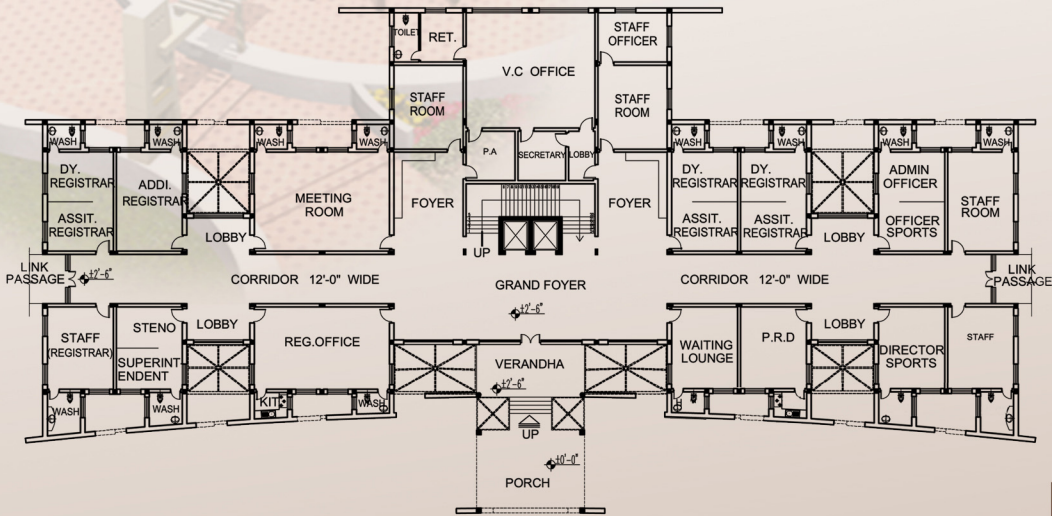 TOILET
RET.
STAFF
OFFICER
V.C OFFICE
STAFF
ROOM
STAFF
ROOM
WASH
WASH
WASH
WASH
P.A
SECRETARY
LOBBY
WASH
WASH
WASH
WASH
DY.
REGISTRAR
ASSIT.
REGISTRAR
ADDI.
REGISTRAR
LOBBY
MEETING
ROOM
FOYER
UP
FOYER
DY.
REGISTRAR
ASSIT.
REGISTRAR
DY.
REGISTRAR
ASSIT.
REGISTRAR
LOBBY
ADMIN
OFFICER
OFFICER
SPORTS
STAFF
ROOM
LINK
PASSAGE
±2'-6"
CORRIDOR 12'-0" WIDE
GRAND FOYER
±2'-6"
CORRIDOR 12'-0" WIDE
LINK
PASSAGE
STAFF
(REGISTRAR)
STENO
SUPERINT-
ENDENT
LOBBY
REG.OFFICE
VERANDHA
±2'-6"
WAITING
LOUNGE
P.R.D
LOBBY
DIRECTOR
SPORTS
STAFF
WASH
WASH
KIT.
WASH
UP
±0'-0"
PORCH